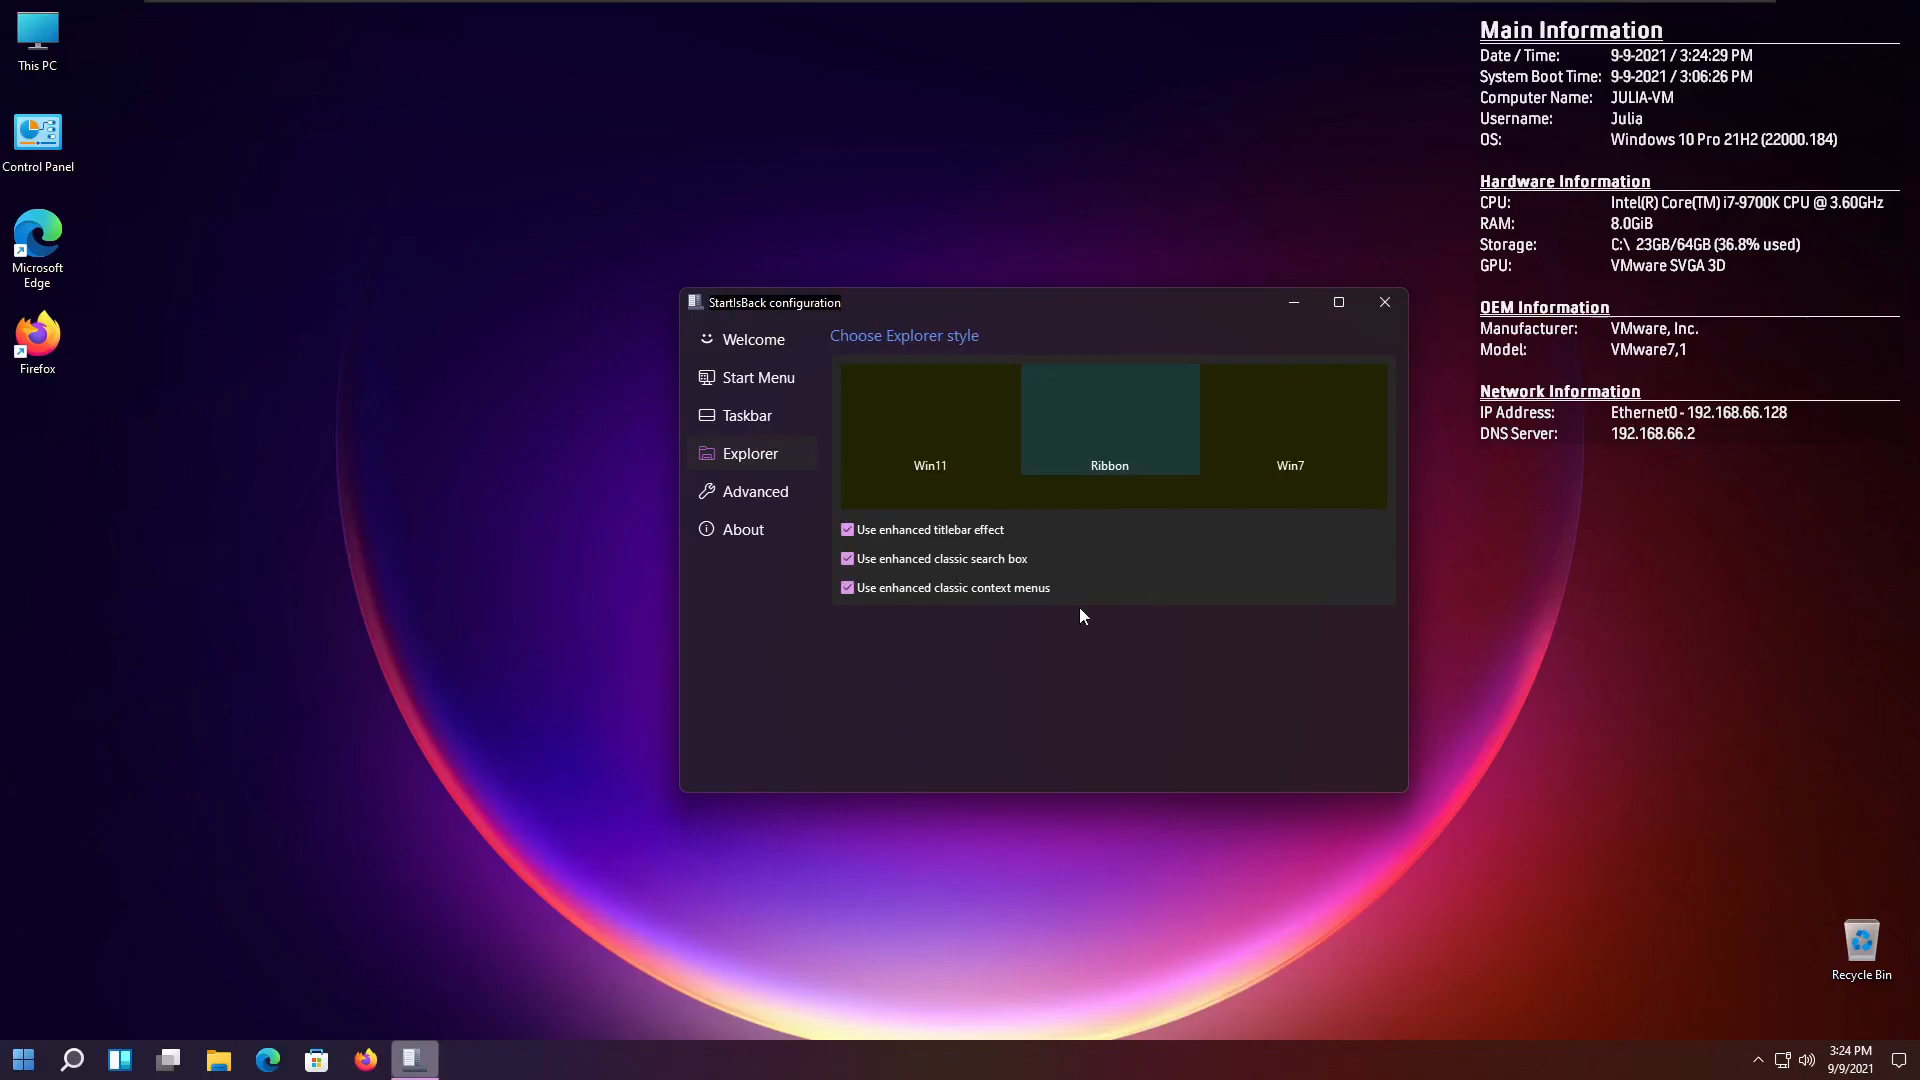 This PC
Control Panel
Microsoft
Edge
Firefox
Main Information
Date / Time: 9-9-2021 / 3:24:29 PM
System Boot Time: 9-9-2021 / 3:06:26 PM
Computer Name: JULIA-VM
Username: Julia
OS: Windows 10 Pro 21H2 (22000.184)
Hardware Information
CPU: Intel(R) Core(TM) i7-9700K CPU @ 3.60GHz
RAM: 8.0GiB
Storage: C:\ 23GB/64GB (36.8% used)
GPU: VMware SVGA 3D
OEM Information
Manufacturer: VMware, Inc.
Model: VMware7,1
Network Information
IP Address: Ethernet0 - 192.168.66.128
DNS Server: 192.168.66.2
StartIsBack configuration
Welcome
Start Menu
Taskbar
Explorer
Advanced
About
Choose Explorer style
Win11
Ribbon
Win7
Use enhanced titlebar effect
Use enhanced classic search box
Use enhanced classic context menus
Recycle Bin
3:24 PM
9/9/2021